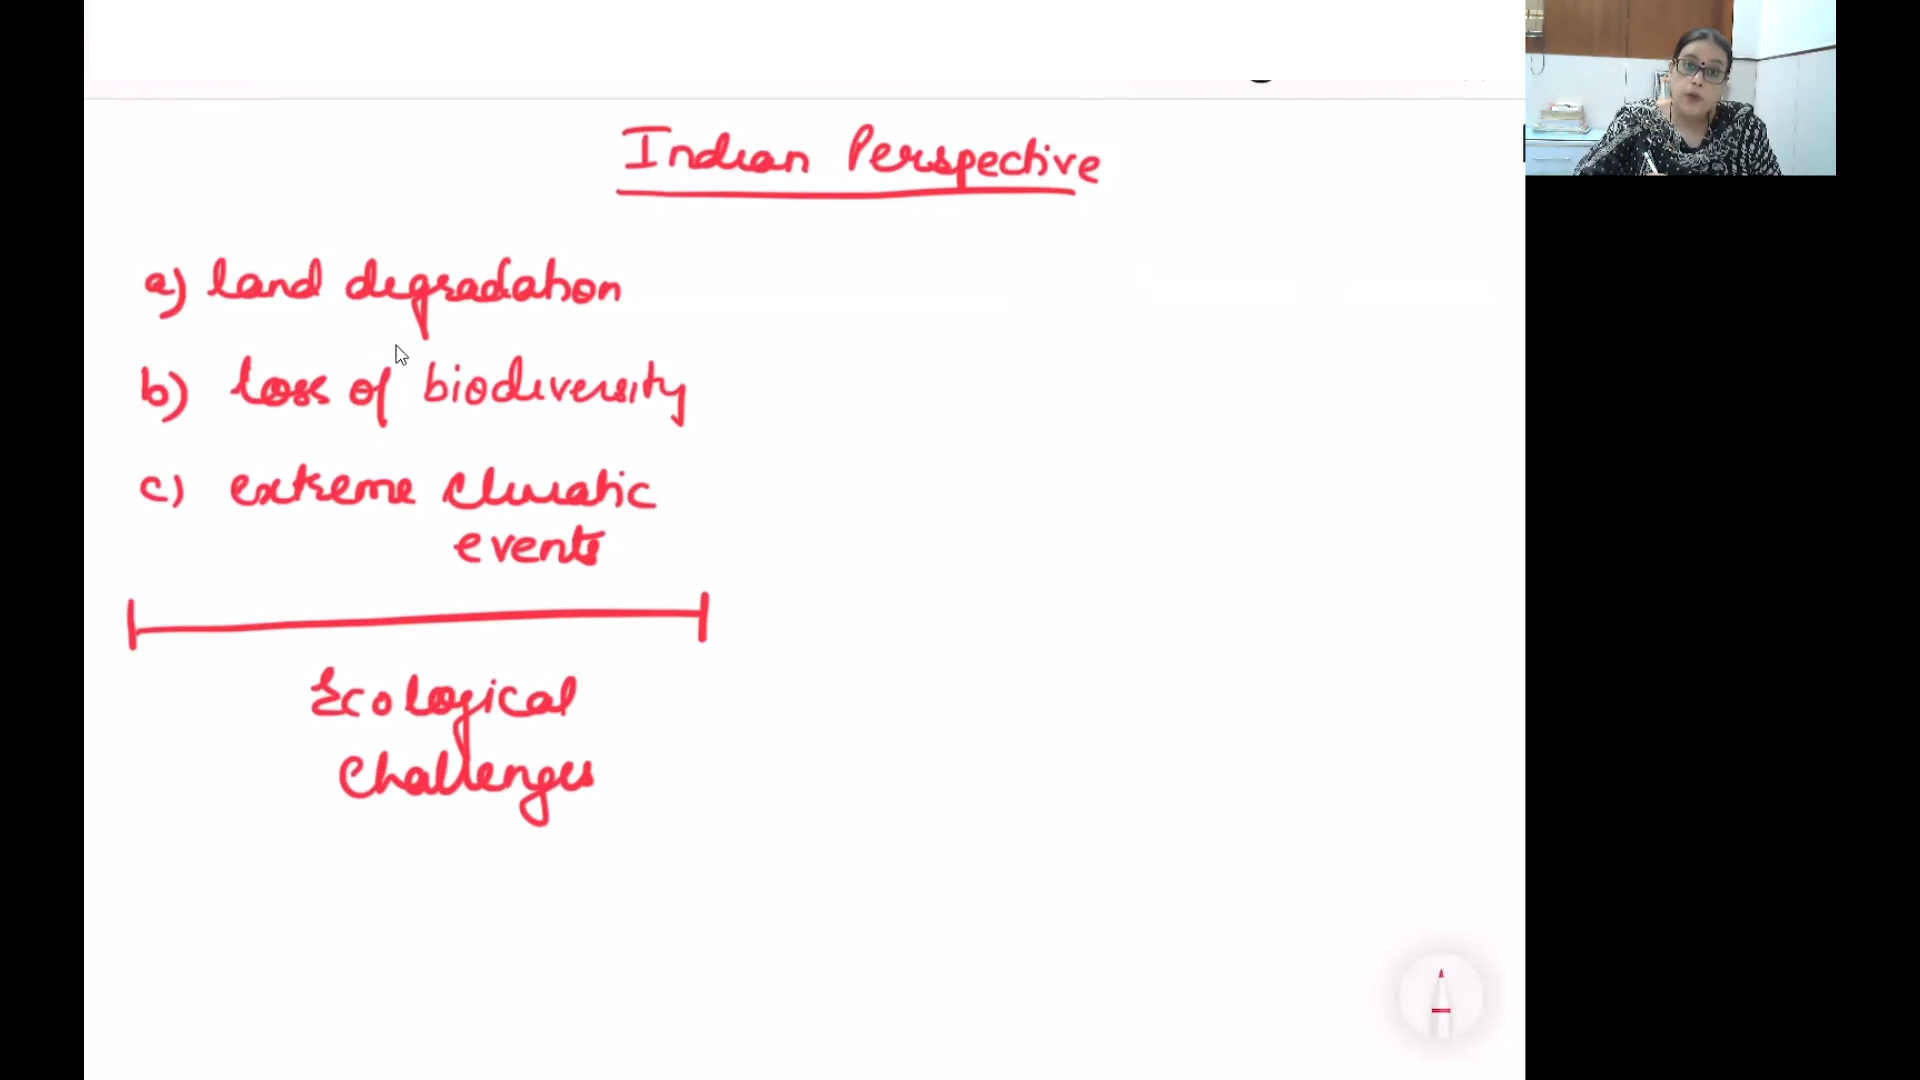 Indian Perspective
a) land degradation
b) loss of biodiversity
c) extreme climatic
events
Ecological
Challenges